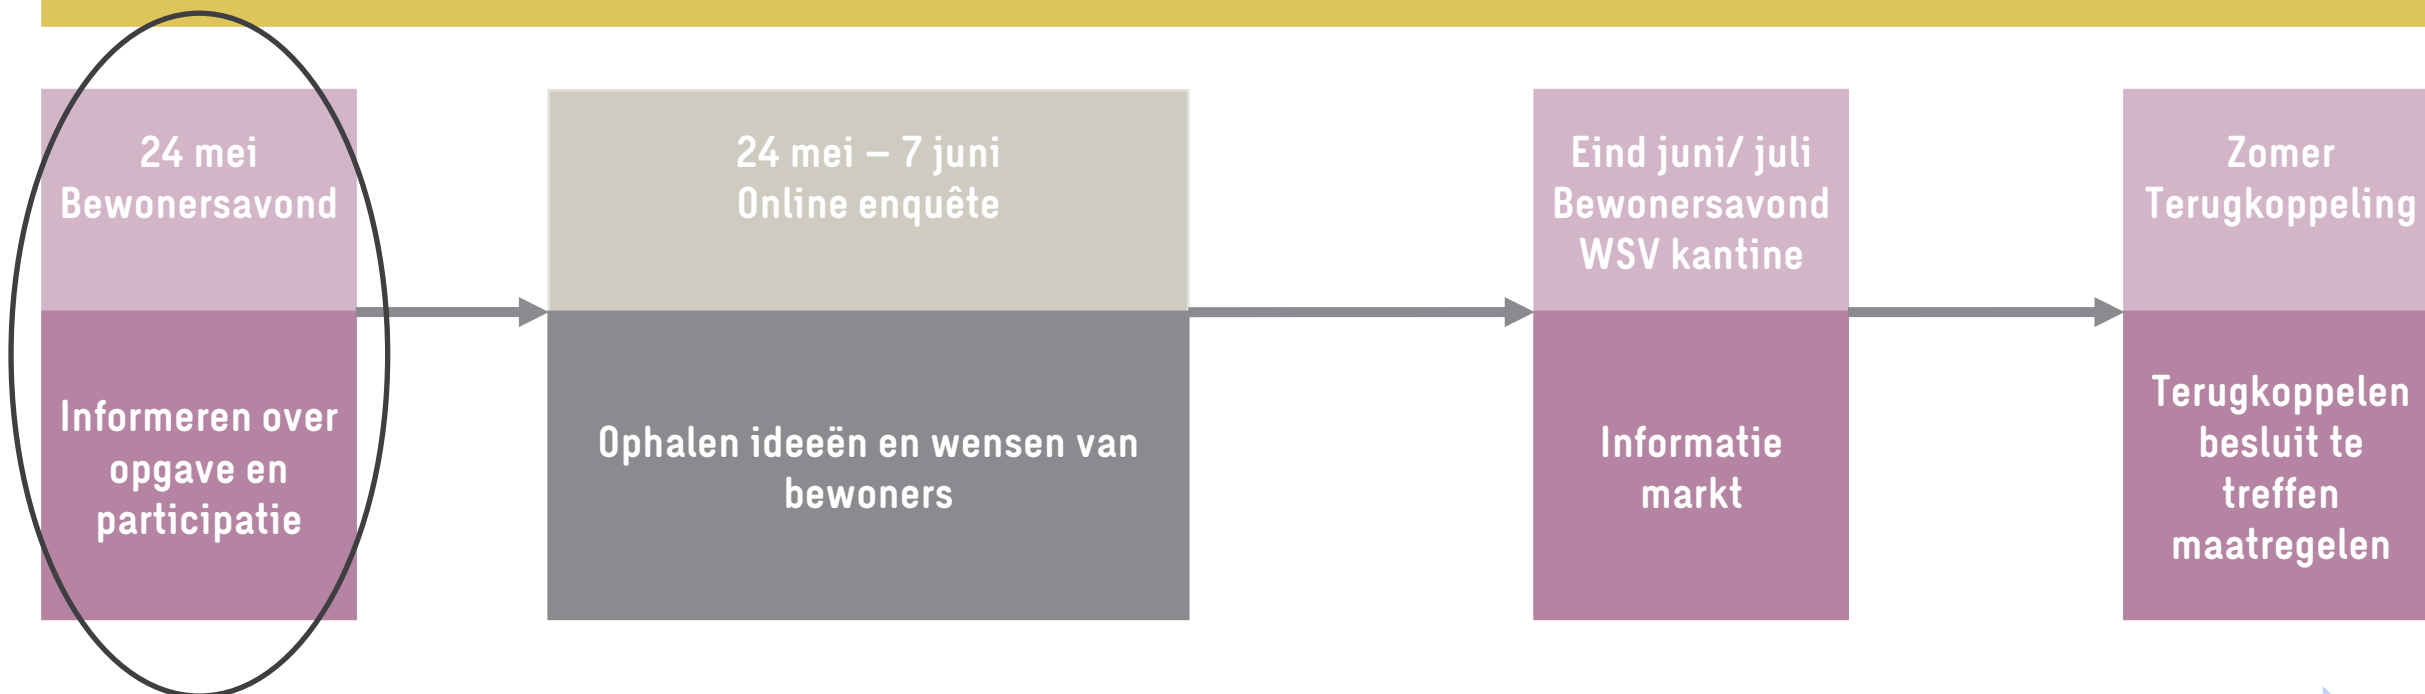 24 mei
Bewonersavond
Informeren over
opgave en
participatie
24 mei – 7 juni
Online enquête
Ophalen ideeën en wensen van
bewoners
Eind juni/ juli
Bewonersavond
WSV kantine
Informatie
markt
Zomer
Terugkoppeling
Terugkoppelen
besluit te
treffen
maatregelen